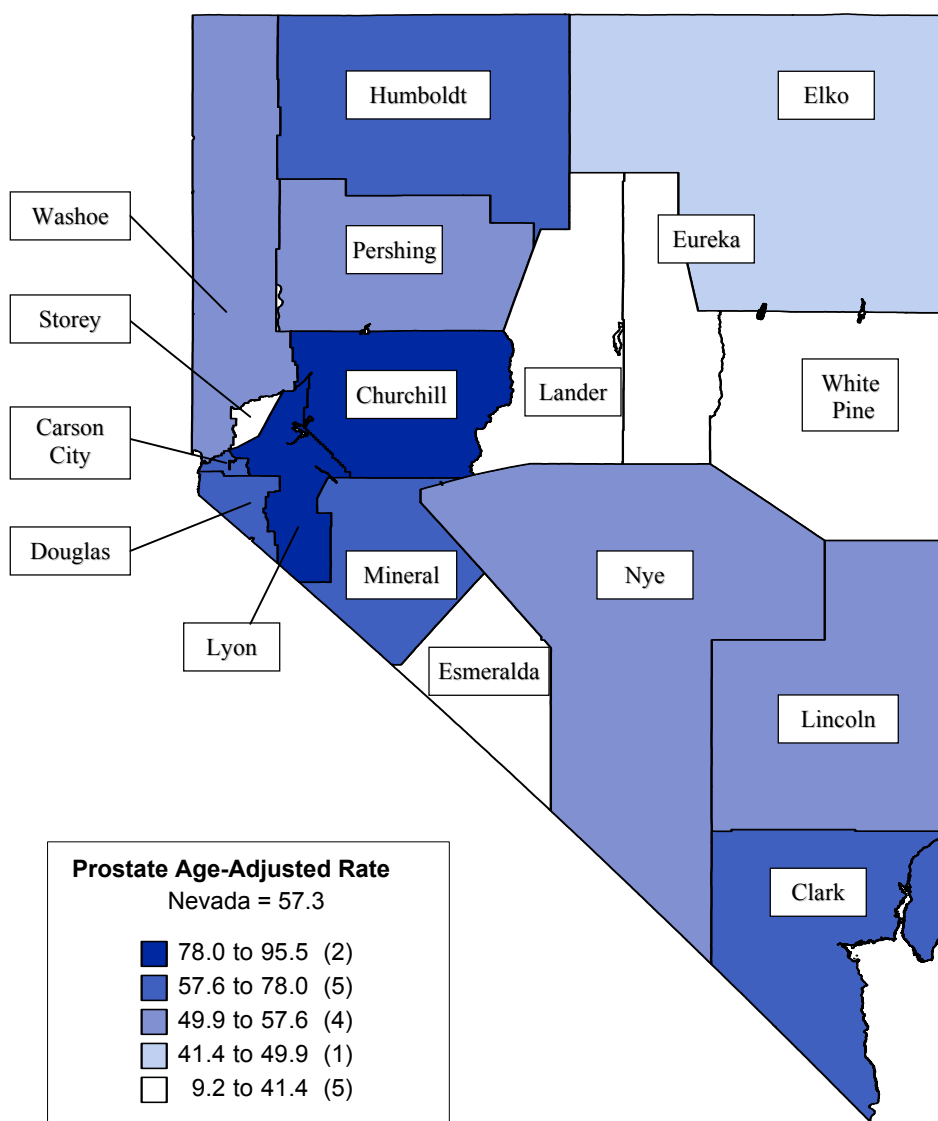 Humboldt
Elko
Washoe
Pershing
Eureka
Storey
Churchill
Lander
White
Pine
Carson
City
Douglas
Mineral
Nye
Lyon
Esmeralda
Lincoln
Clark
Prostate Age-Adjusted Rate
Nevada = 57.3
78.0 to 95.5 (2)
57.6 to 78.0 (5)
49.9 to 57.6 (4)
41.4 to 49.9 (1)
9.2 to 41.4 (5)